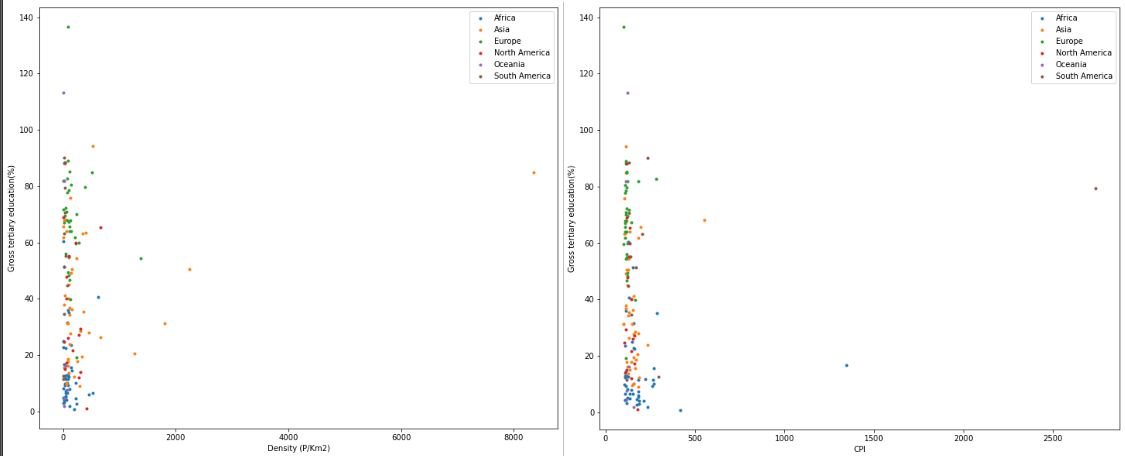 140
120
100
80
60
40
20
0
Gross tertiary education(%)
0 2000 4000 6000 8000
Density (P/Km2)
Africa
Asia
Europe
North America
Oceania
South America
140
120
100
80
60
40
20
0
Gross tertiary education(%)
0 500 1000 1500 2000 2500
CPI
Africa
Asia
Europe
North America
Oceania
South America